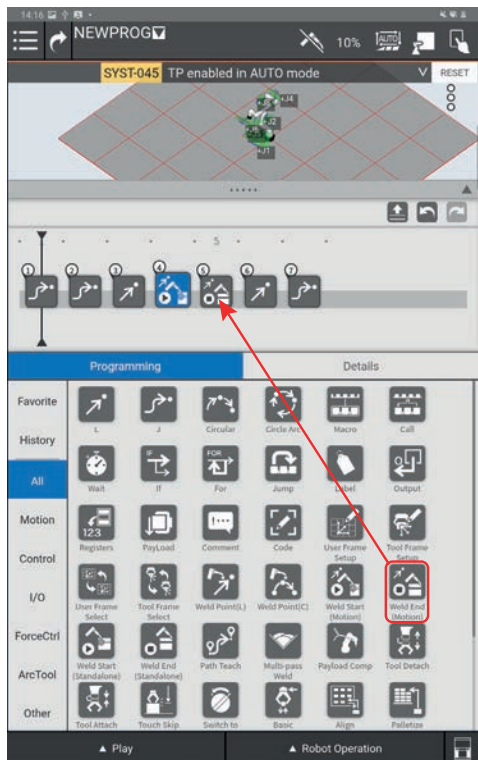 14:16
NEWPROG
10%
AUTO
SYST-045 TP enabled in AUTO mode
RESET
J4
J2
J1
5
1
2
3
4
5
6
7
Programming
Details
Favorite
History
All
Motion
Control
I/O
ForceCtrl
ArcTool
Other
L
J
Circular
Circle Arc
Macro
Call
Wait
IF
If
FOR
For
Jump
Label
Output
123
Registers
PayLoad
Comment
Code
User Frame
Setup
Tool Frame
Setup
User Frame
Select
Tool Frame
Select
Weld Point(L)
Weld Point(C)
Weld Start
(Motion)
Weld End
(Motion)
Weld Start
(Standalone)
Weld End
(Standalone)
Path Teach
Multi-pass
Weld
Payload Comp
Tool Detach
Tool Attach
Touch Skip
Switch to
Basic
Align
Palletize
Play
Robot Operation